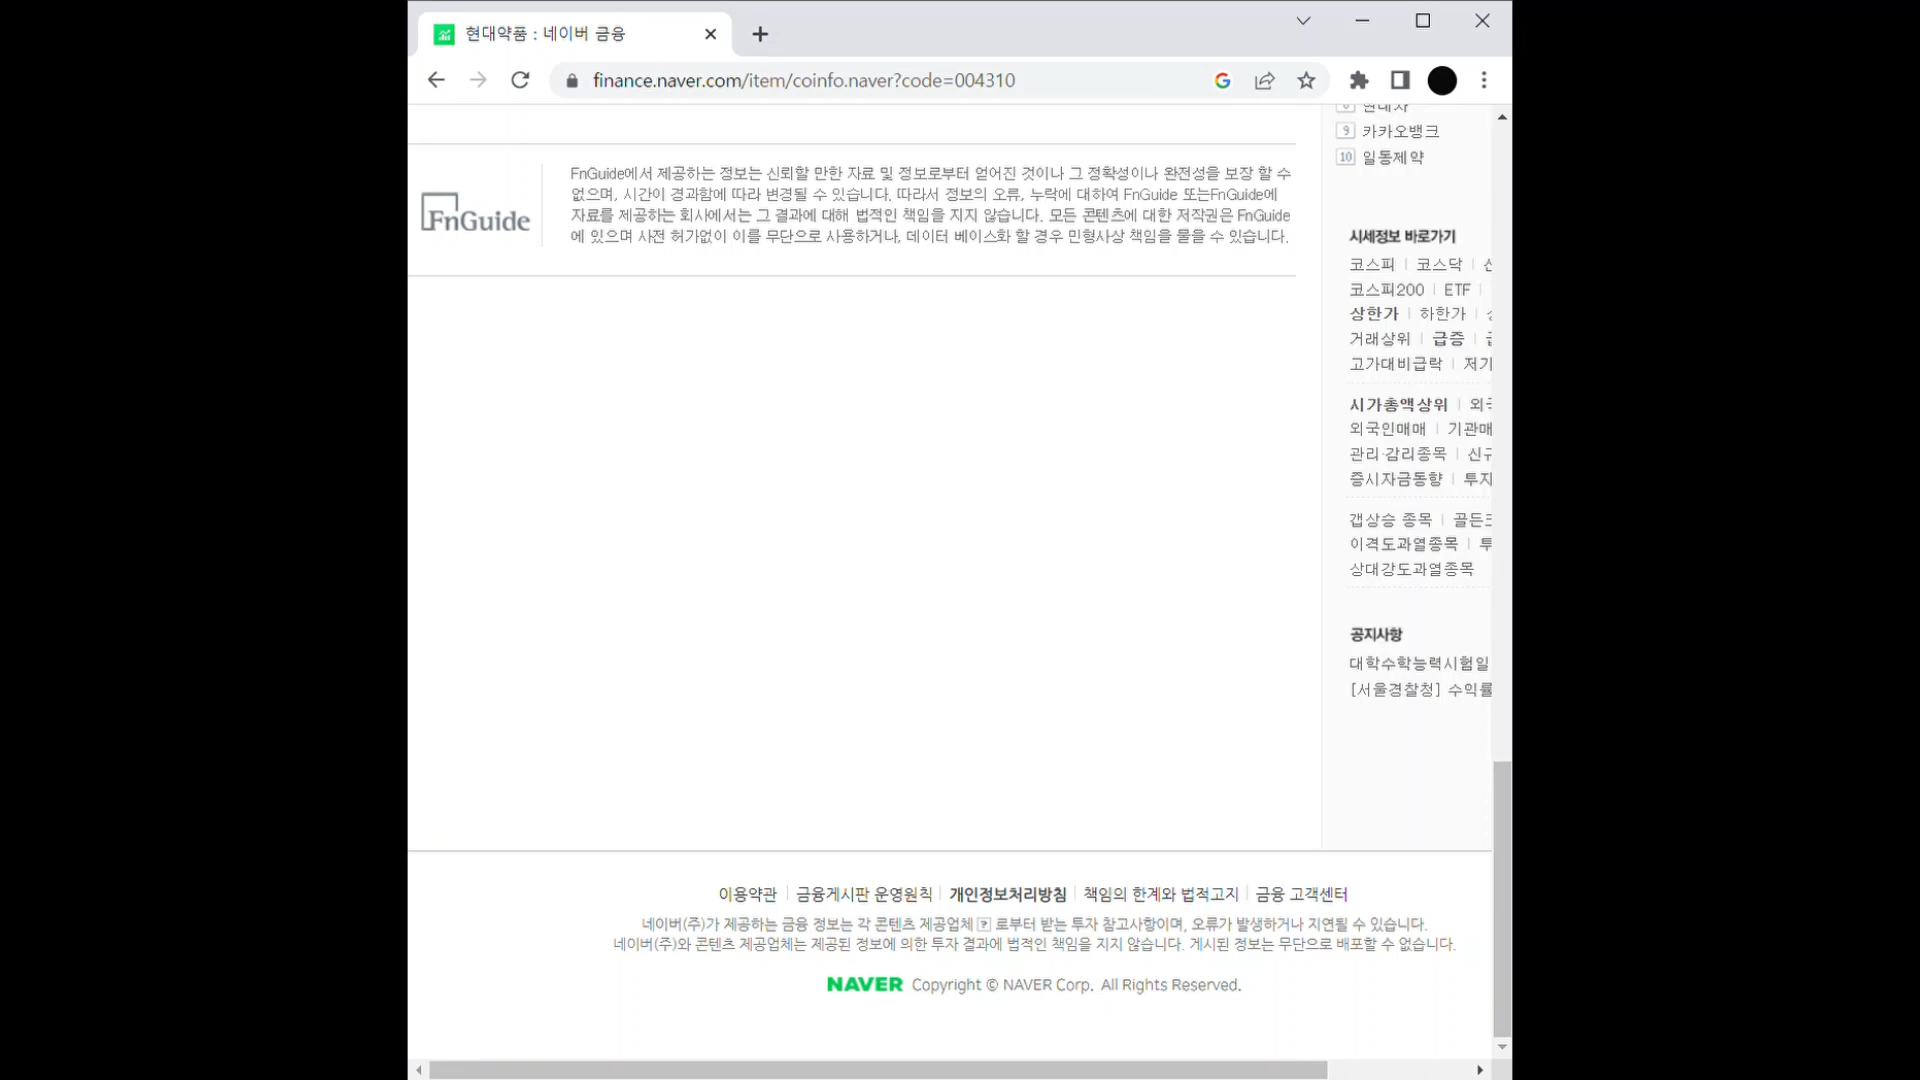 현대약품 : 네이버 금융
finance.naver.com/item/coinfo.naver?code=004310
9 카카오뱅크
10 일동제약
FnGuide
FnGuide에서 제공하는 정보는 신뢰할 만한 자료 및 정보로부터 얻어진 것이나 그 정확성이나 완전성을 보장 할 수
없으며, 시간이 경과함에 따라 변경될 수 있습니다. 따라서 정보의 오류, 누락에 대하여 FnGuide 또는FnGuide에
자료를 제공하는 회사에서는 그 결과에 대해 법적인 책임을 지지 않습니다. 모든 콘텐츠에 대한 저작권은 FnGuide
에 있으며 사전 허가없이 이를 무단으로 사용하거나, 데이터 베이스화 할 경우 민형사상 책임을 물을 수 있습니다.
시세정보 바로가기
코스피 코스닥
코스피200 ETF
상한가 하한가
거래상위 급증
고가대비급락 저가
시가총액상위
외국인매매 기관매
관리·감리종목 신규
증시자금동향 투자
갭상승 종목 골든
이격도과열종목 투
상대강도과열종목
공지사항
대학수학능력시험일
[서울경찰청] 수익률
이용약관 금융게시판 운영원칙 개인정보처리방침 책임의 한계와 법적고지 금융 고객센터
네이버(주)가 제공하는 금융 정보는 각 콘텐츠 제공업체 ? 로부터 받는 투자 참고사항이며, 오류가 발생하거나 지연될 수 있습니다.
네이버(주)와 콘텐츠 제공업체는 제공된 정보에 의한 투자 결과에 법적인 책임을 지지 않습니다. 게시된 정보는 무단으로 배포할 수 없습니다.
NAVER Copyright © NAVER Corp. All Rights Reserved.